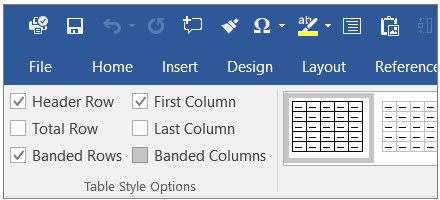 File Home Insert Design Layout Reference
Header Row First Column
Total Row Last Column
Banded Rows Banded Columns
Table Style Options